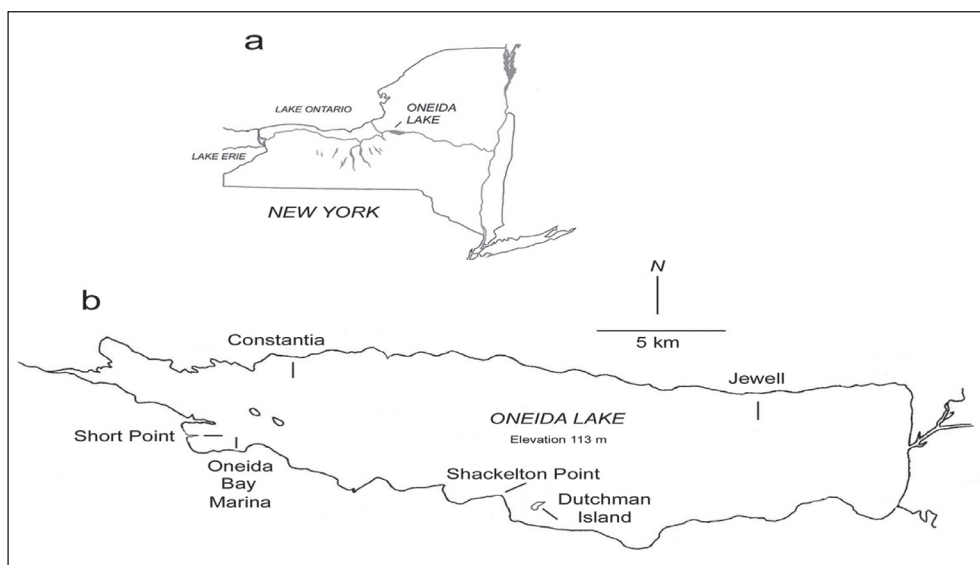 a
LAKE ONTARIO
ONEIDA
LAKE
LAKE ERIE
NEW YORK
N
5 km
b
Constantia
Jewell
ONEIDA LAKE
Elevation 113 m
Short Point
Oneida
Bay
Marina
Shackelton Point
Dutchman
Island